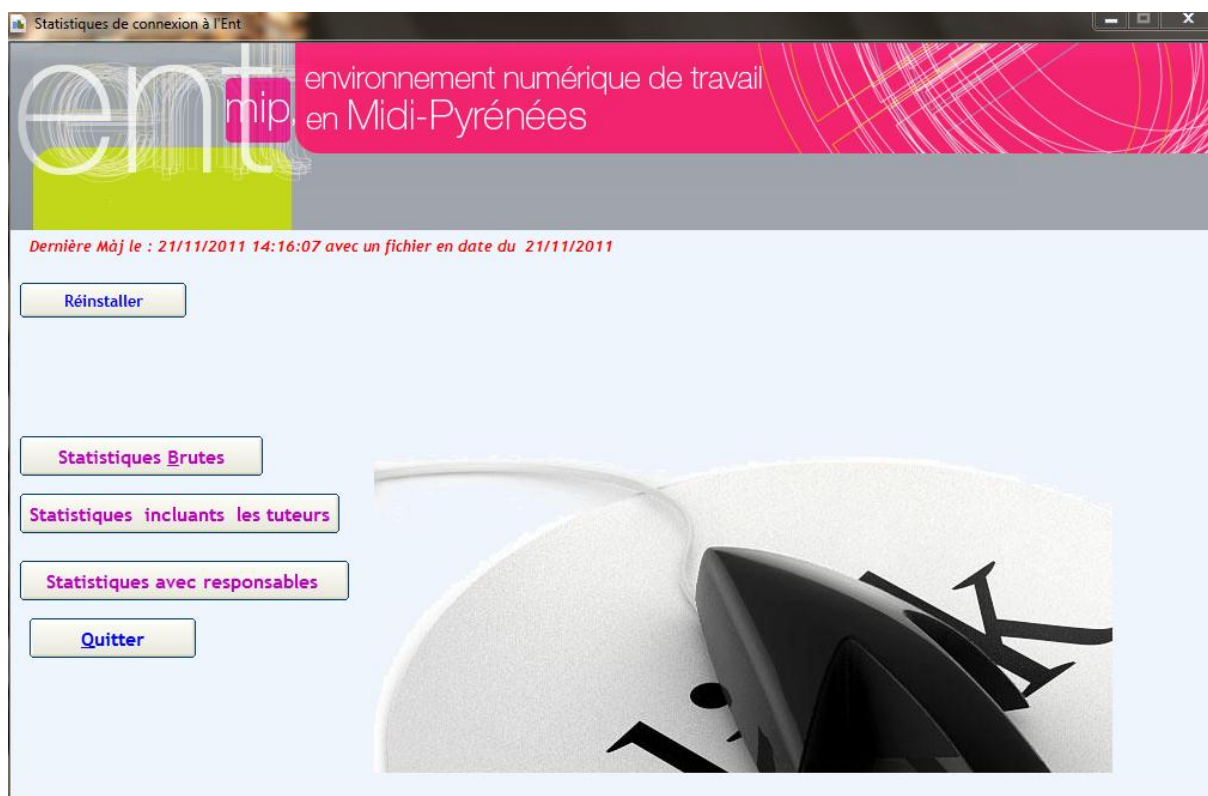 Statistiques de connexion à l'Ent
ent
mip.
environnement numérique de travail
en Midi-Pyrénées
Dernière Màj le : 21/11/2011 14:16:07 avec un fichier en date du 21/11/2011
Réinstaller
Statistiques Brutes
Statistiques incluants les tuteurs
Statistiques avec responsables
Quitter